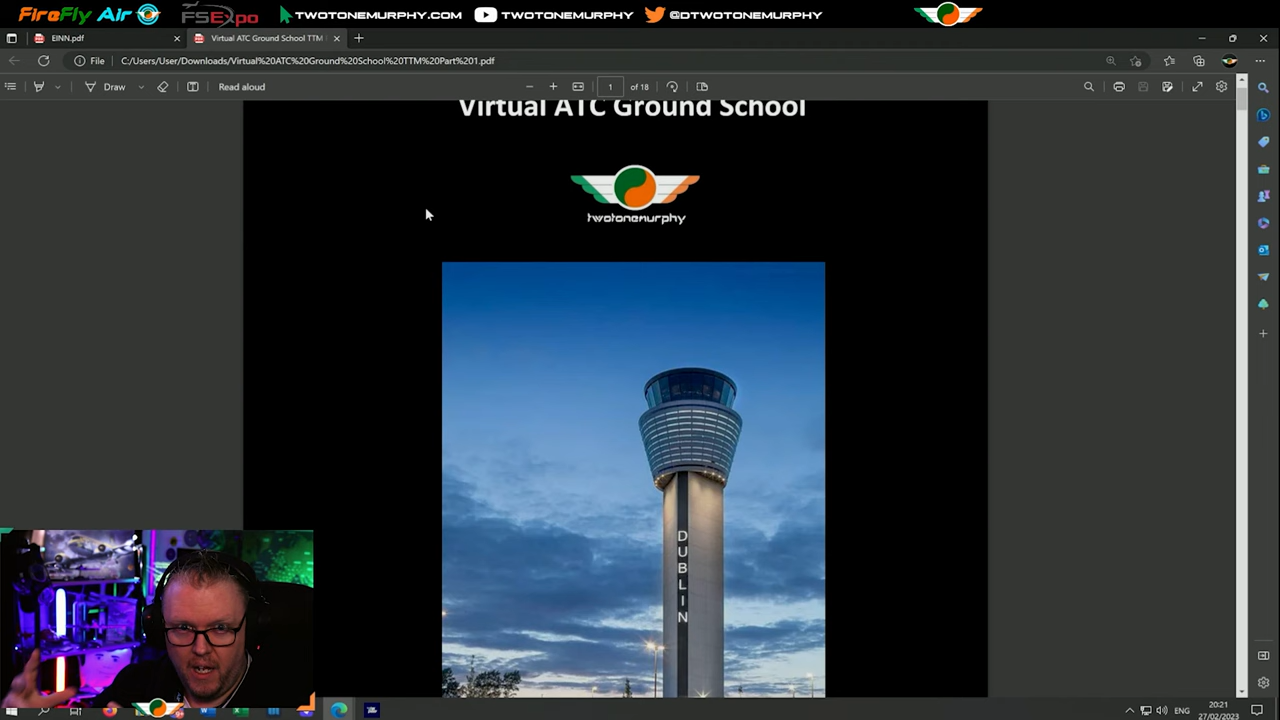 FireFly Air
FSExpo
TWOTONEMURPHY.COM
TWOTONEMURPHY
@DTWOTONEMURPHY
EINN.pdf
Virtual ATC Ground School TTM
File
C:/Users/User/Downloads/Virtual%20ATC%20Ground%20School%20TTM%20Part%201.pdf
Draw
Read aloud
1
of 18
Virtual ATC Ground School
twotonemurphy
DUBLIN
ENG
20:21
27/02/2023